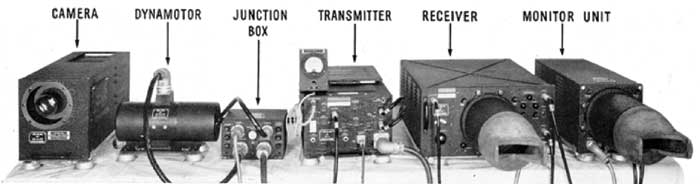 CAMERA
DYNAMOTOR
JUNCTION
BOX
TRANSMITTER
RECEIVER
MONITOR UNIT